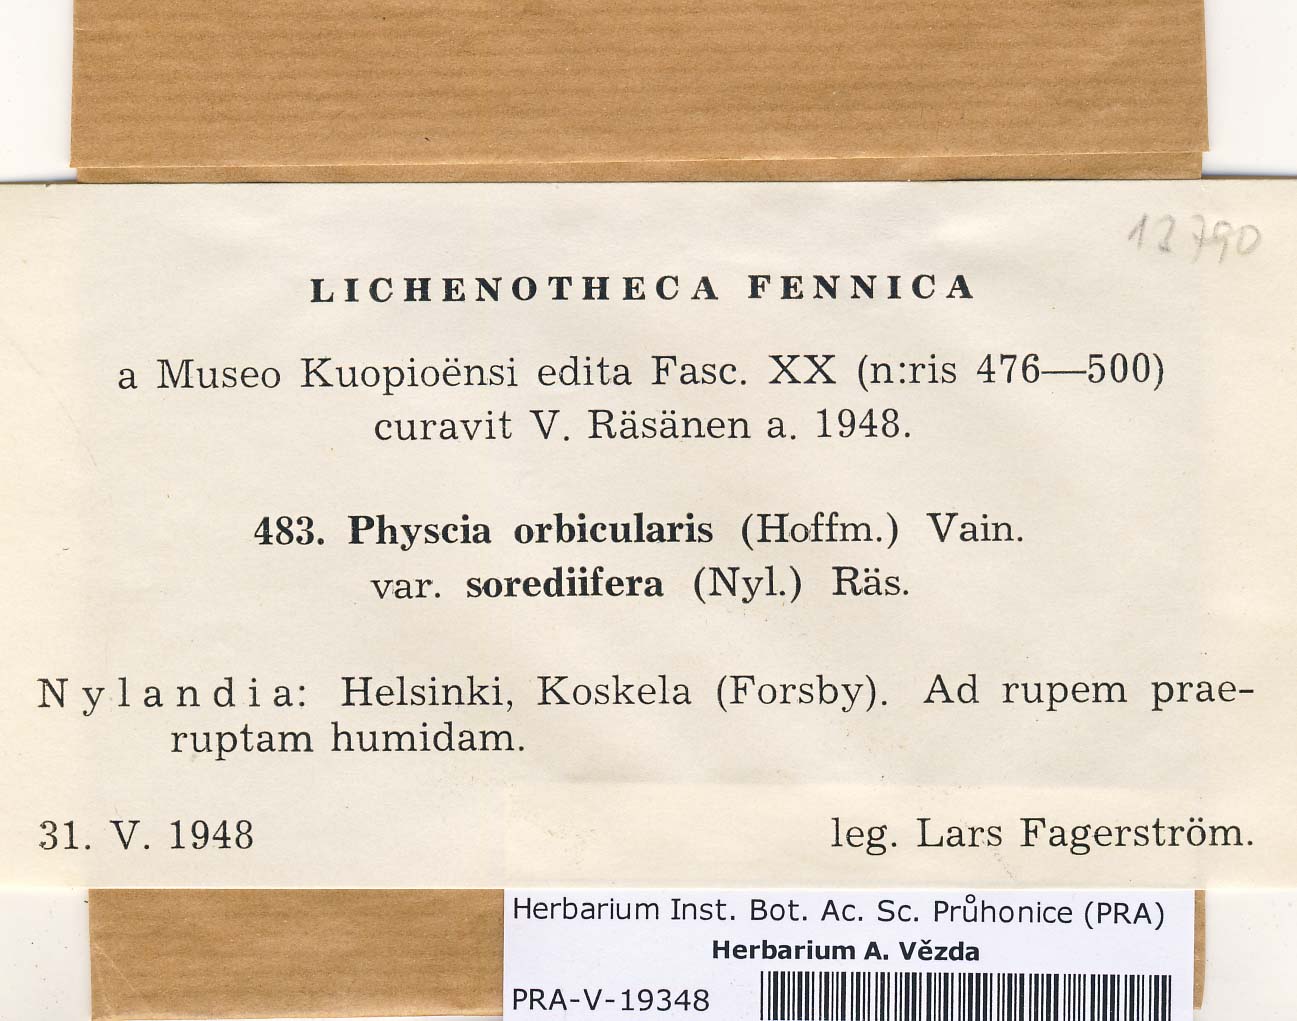 12790
LICHENOTHECA FENNICA
a Museo Kuopioënsi edita Fasc. XX (n:ris 476—500)
curavit V. Räsänen a. 1948.
483. Physcia orbicularis (Hoffm.) Vain.
var. sorediifera (Nyl.) Räs.
Nylandia: Helsinki, Koskela (Forsby). Ad rupem prae-
ruptam humidam.
31. V. 1948 leg. Lars Fagerström.
Herbarium Inst. Bot. Ac. Sc. Průhonice (PRA)
Herbarium A. Vězda
PRA-V-19348